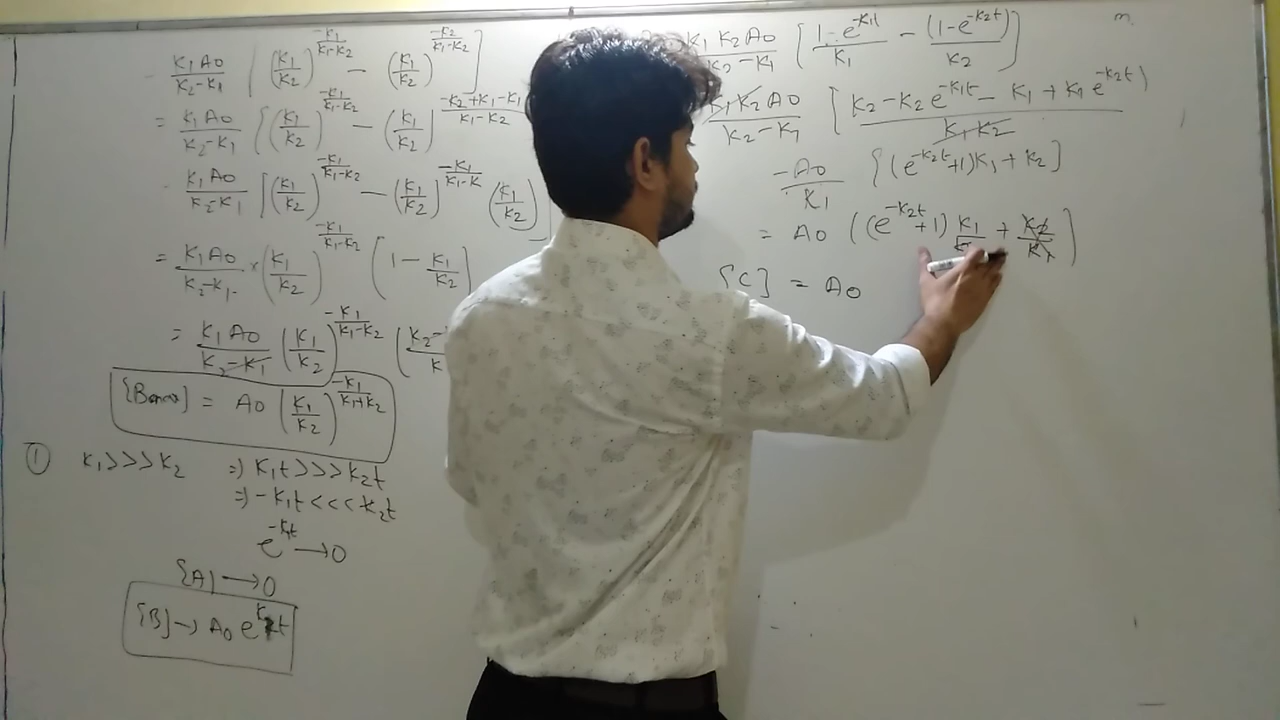 K₁A₀/(K₂-K₁) [(K₁/K₂)^(-K₁/(K₁-K₂)) - (K₁/K₂)^(-K₂/(K₁-K₂))]
= K₁A₀/(K₂-K₁) [(K₁/K₂)^(-K₁/(K₁-K₂)) - (K₁/K₂)^((-K₂+K₁-K₁)/(K₁-K₂))
K₁A₀/(K₂-K₁) [(K₁/K₂)^(-K₁/(K₁-K₂)) - (K₁/K₂)^(-K₁/(K₁-K)) (K₁/K₂)]
= K₁A₀/(K₂-K₁) × (K₁/K₂)^(-K₁/(K₁-K₂)) (1 - K₁/K₂)
= K₁A₀/(K₂-K₁) (K₁/K₂)^(-K₁/(K₁-K₂)) (K₂-
[Bmax] = A₀ (K₁/K₂)^(-K₁/(K₁+K₂))
① K₁>>>K₂ ⇒ K₁t>>>K₂t
⇒ -K₁t<<<-K₂t
e^(-K₁t) → 0
[A] → 0
[B] → A₀
K₁K₂A₀/(K₂-K₁) [(1-e^(-K₁t))/K₁ - (1-e^(-K₂t))/K₂]
K₁K₂A₀/(K₂-K₁) [(K₂-K₂e^(-K₁t) - K₁+K₁e^(-K₂t))/(K₁K₂)
-A₀/K₁ {(e^(-K₂t)+1)K₁+K₂]
= A₀ ((e^(-K₂t)+1) K₁/ + K₂/K₁]
[C] = A₀